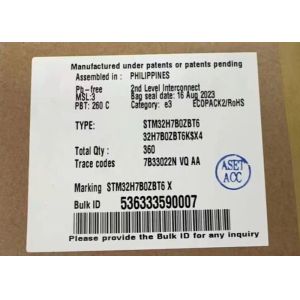 Manufactured under patents or patents pending
Assembled in : PHILIPPINES
Pb-free 2nd Level Interconnect
MSL:3 Bag seal date: 16 Aug 2023
PBT: 260 C Category: e3 ECOPACK2/RoHS
TYPE: STM32H7B0ZBT6
32H7B0ZBT6K$X4
Total Qty : 360
Trace codes 7B33022N VQ AA
Marking STM32H7B0ZBT6 X
Bulk ID 536333590007
Please provide the Bulk ID for any inquiry
ASET
ACC